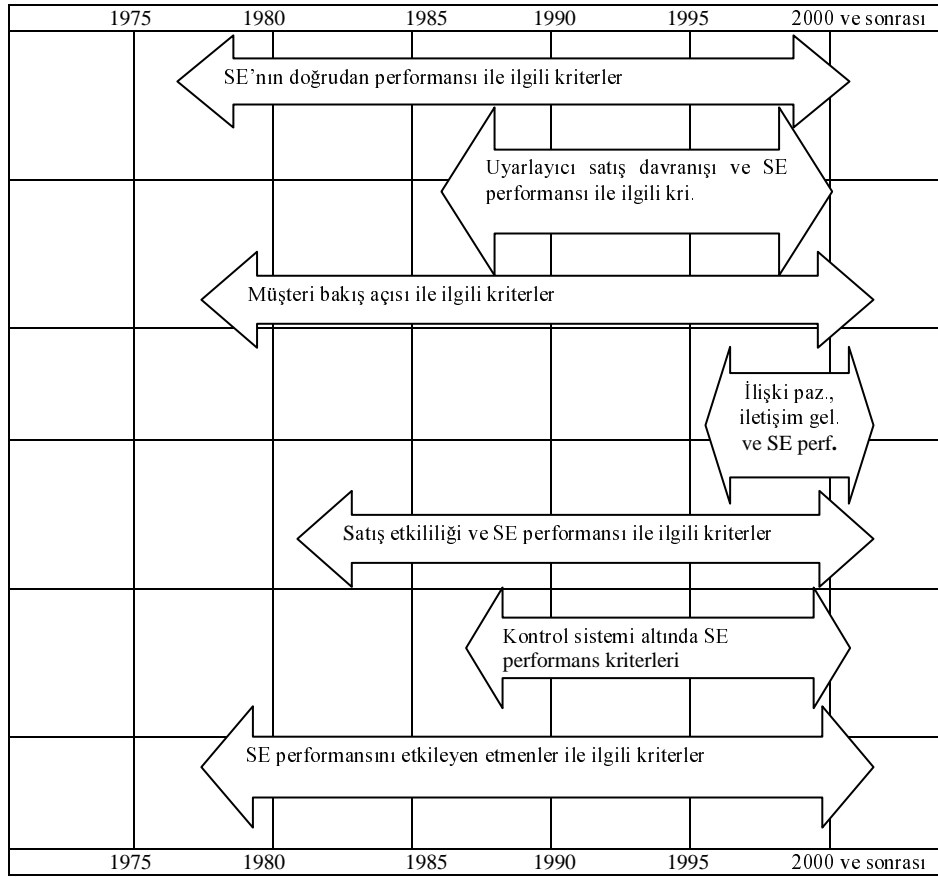 1975 1980 1985 1990 1995 2000 ve sonrası
SE’nın doğrudan performansı ile ilgili kriterler
Uyarlayıcı satış davranışı ve SE
performansı ile ilgili kri.
Müşteri bakış açısı ile ilgili kriterler
İlişki paz.,
iletişim gel.
ve SE perf.
Satış etkililiği ve SE performansı ile ilgili kriterler
Kontrol sistemi altında SE
performans kriterleri
SE performansını etkileyen etmenler ile ilgili kriterler
1975 1980 1985 1990 1995 2000 ve sonrası